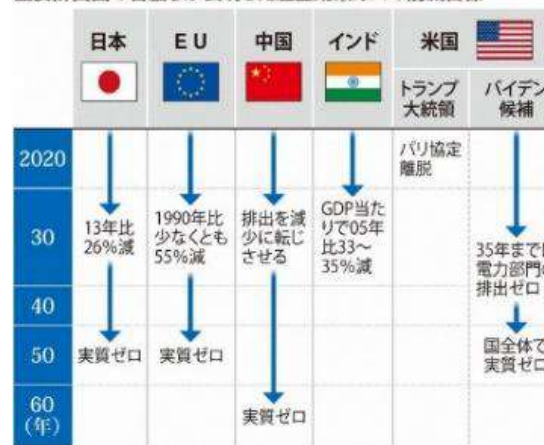 日本
EU
中国
インド
米国
トランプ
大統領
バイデン
候補
2020
パリ協定
離脱
30
13年比
26%減
1990年比
少なくとも
55%減
排出を減
少に転じ
させる
GDP当た
りで05年
比33〜
35%減
35年まで
電力部門
排出ゼロ
40
50
実質ゼロ
実質ゼロ
国全体で
実質ゼロ
60
(年)
実質ゼロ